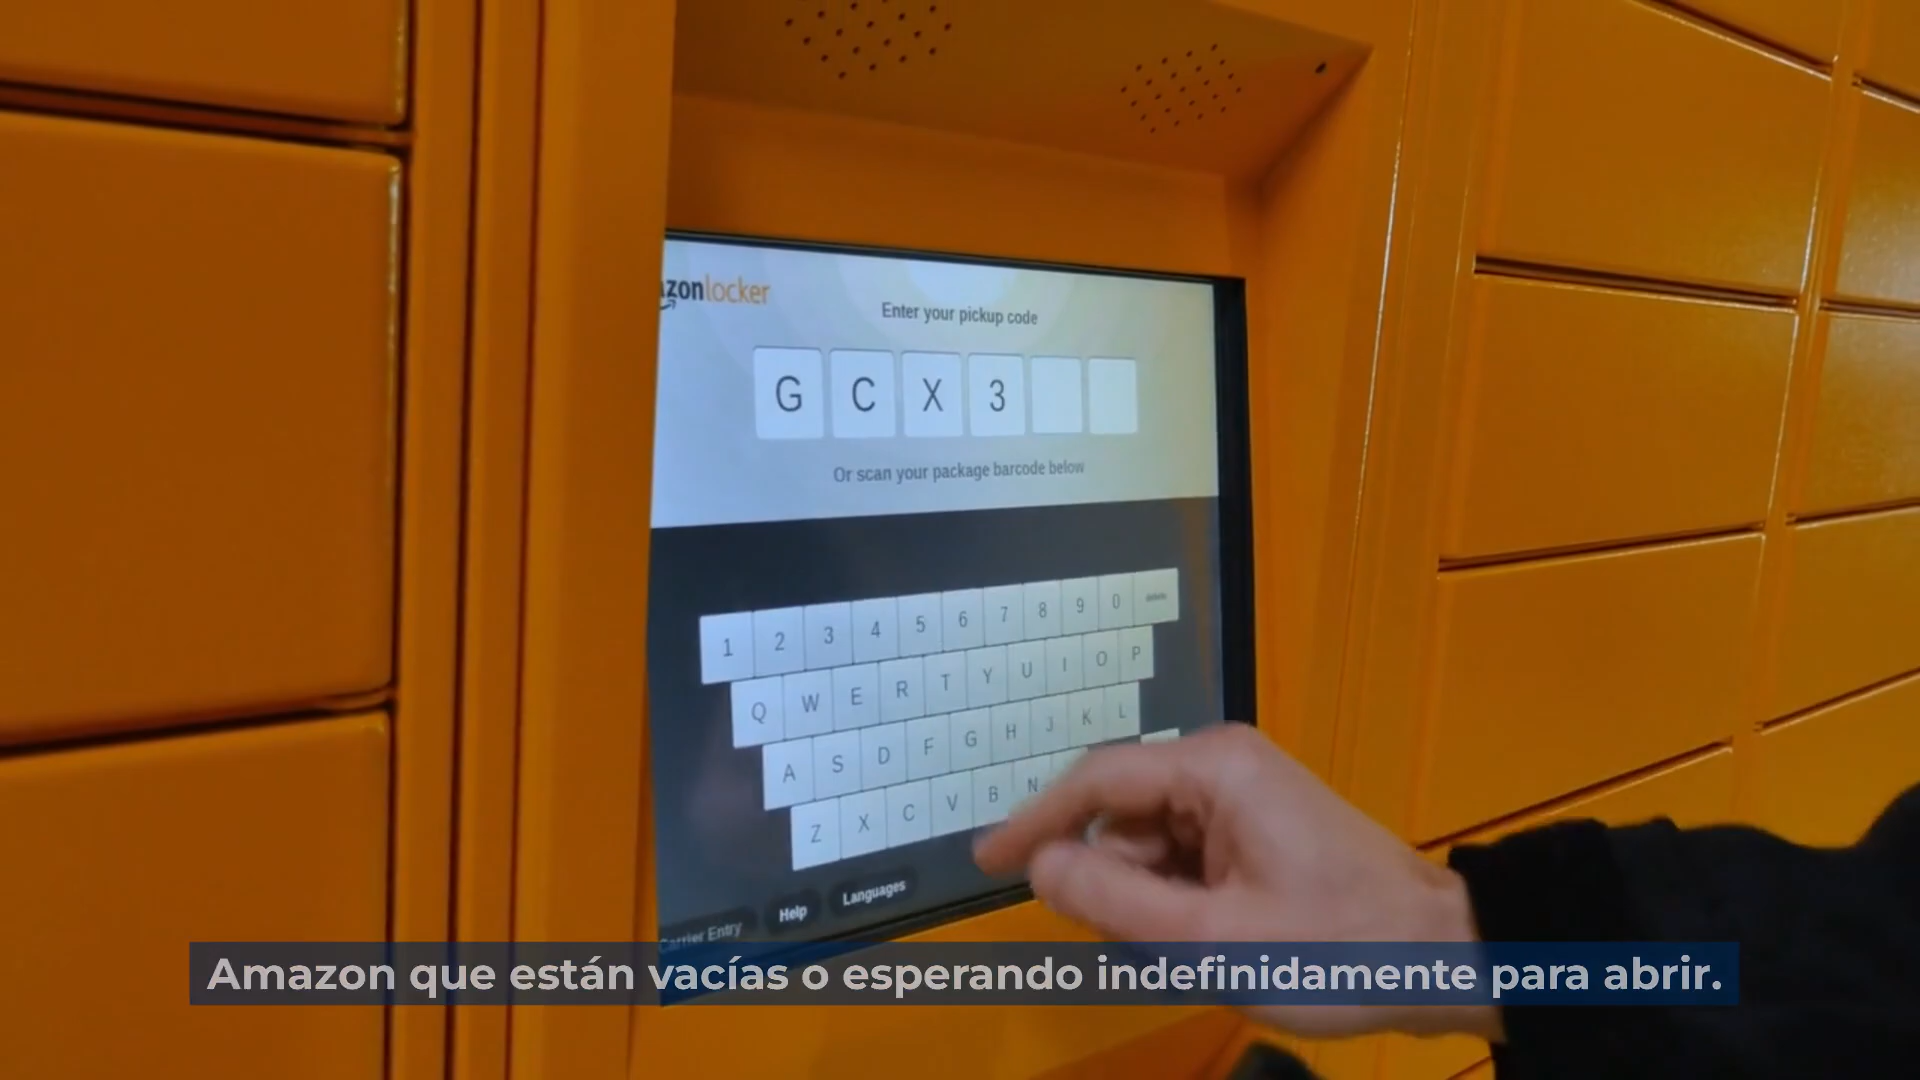 zonlocker
Enter your pickup code
G C X 3
Or scan your package barcode below
1 2 3 4 5 6 7 8 9 0
Q W E R T Y U I O P
A S D F G H J K L
Z X C V B N
Carrier Entry Help Languages
Amazon que están vacías o esperando indefinidamente para abrir.